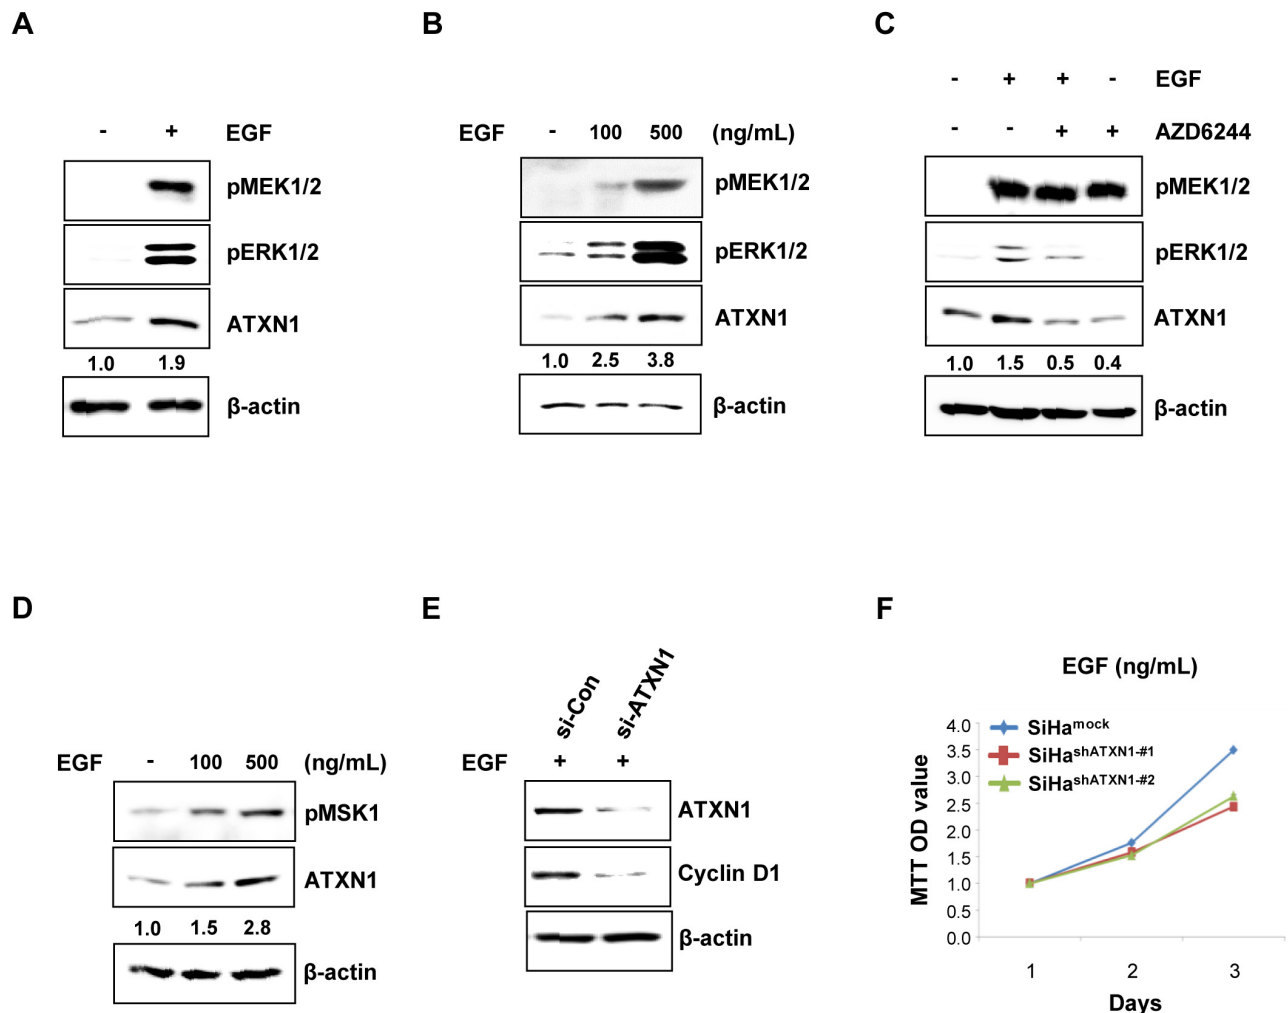 A
B
C
- + + - EGF
- + EGF
EGF - 100 500 (ng/mL)
- - + + AZD6244
pMEK1/2
pMEK1/2
pMEK1/2
pERK1/2
pERK1/2
pERK1/2
ATXN1
ATXN1
ATXN1
1.0 1.9
1.0 2.5 3.8
1.0 1.5 0.5 0.4
β-actin
β-actin
β-actin
D
E
F
si-Con
si-ATXN1
EGF (ng/mL)
EGF - 100 500 (ng/mL)
EGF + +
pMSK1
ATXN1
ATXN1
Cyclin D1
1.0 1.5 2.8
β-actin
β-actin
MTT OD value
4.0
3.5
3.0
2.5
2.0
1.5
1.0
0.5
0.0
SiHamock
SiHashATXN1-#1
SiHashATXN1-#2
1 2 3
Days